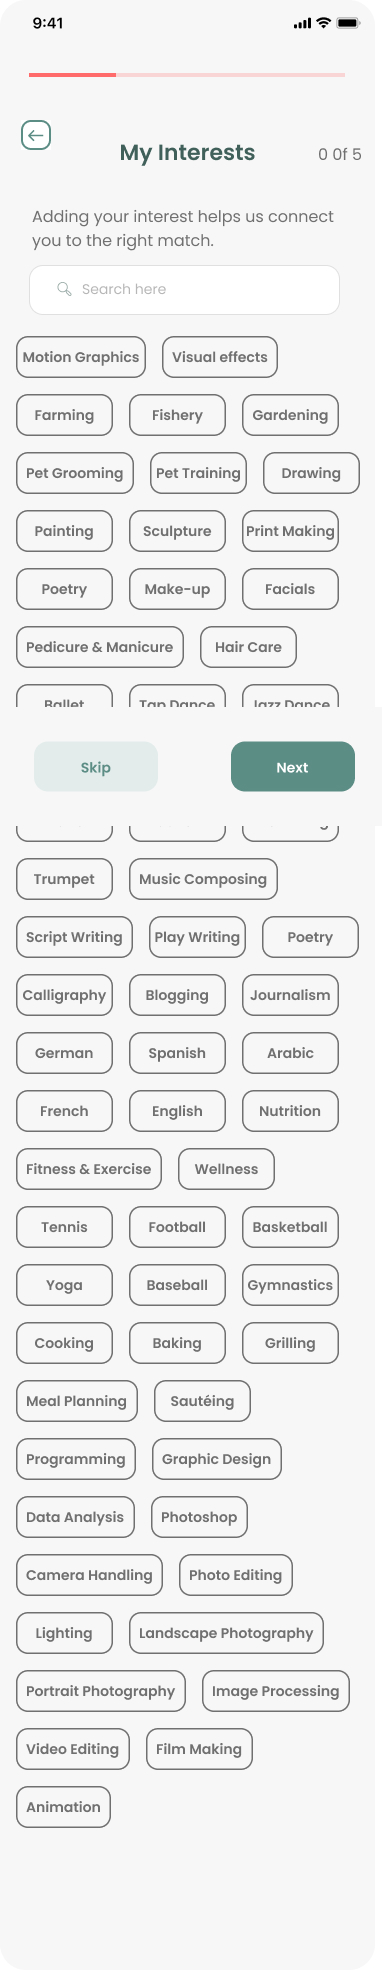 9:41
My Interests
0 0f 5
Adding your interest helps us connect
you to the right match.
Search here
Motion Graphics Visual effects
Farming Fishery Gardening
Pet Grooming Pet Training Drawing
Painting Sculpture Print Making
Poetry Make-up Facials
Pedicure & Manicure Hair Care
Ballet Tap Dance Jazz Dance
Skip Next
Trumpet Music Composing
Script Writing Play Writing Poetry
Calligraphy Blogging Journalism
German Spanish Arabic
French English Nutrition
Fitness & Exercise Wellness
Tennis Football Basketball
Yoga Baseball Gymnastics
Cooking Baking Grilling
Meal Planning Sautéing
Programming Graphic Design
Data Analysis Photoshop
Camera Handling Photo Editing
Lighting Landscape Photography
Portrait Photography Image Processing
Video Editing Film Making
Animation